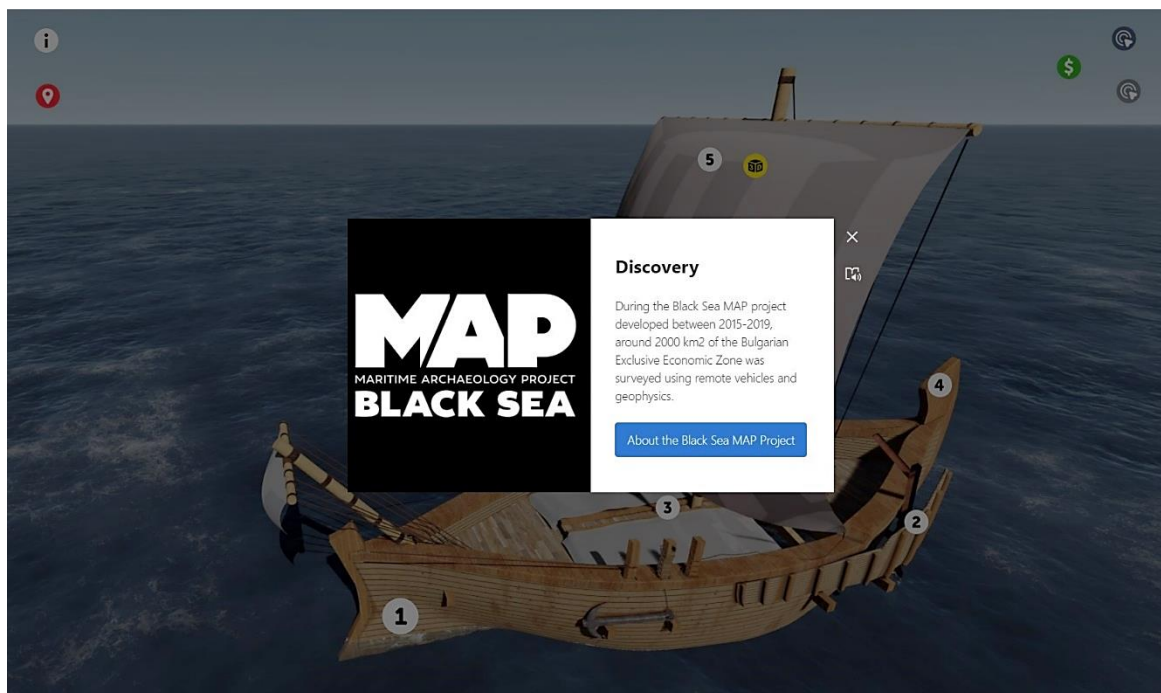 i
$
5
3D
MAP
MARITIME ARCHAEOLOGY PROJECT
BLACK SEA
Discovery
During the Black Sea MAP project
developed between 2015-2019,
around 2000 km2 of the Bulgarian
Exclusive Economic Zone was
surveyed using remote vehicles and
geophysics.
About the Black Sea MAP Project
4
3
2
1